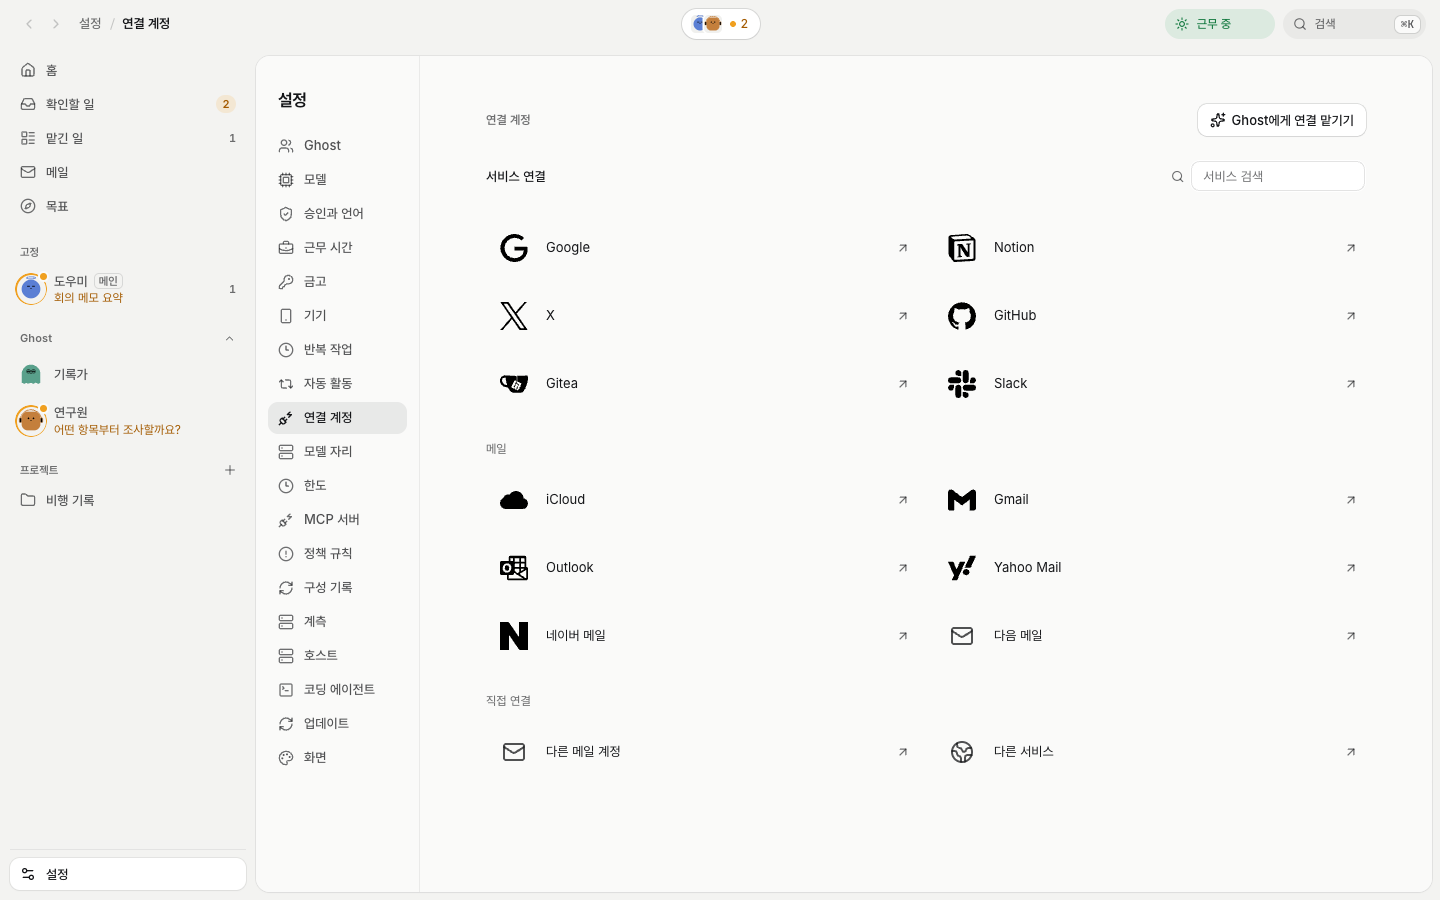 설정 / 연결 계정
2
근무 중
검색
⌘K
홈
확인할 일
2
맡긴 일
1
메일
목표
고정
도우미
메인
회의 메모 요약
1
Ghost
기록가
연구원
어떤 항목부터 조사할까요?
프로젝트
비행 기록
설정
설정
Ghost
모델
승인과 언어
근무 시간
금고
기기
반복 작업
자동 활동
연결 계정
모델 자리
한도
MCP 서버
정책 규칙
구성 기록
계측
호스트
코딩 에이전트
업데이트
화면
연결 계정
Ghost에게 연결 맡기기
서비스 연결
서비스 검색
Google
Notion
X
GitHub
Gitea
Slack
메일
iCloud
Gmail
Outlook
Yahoo Mail
네이버 메일
다음 메일
직접 연결
다른 메일 계정
다른 서비스